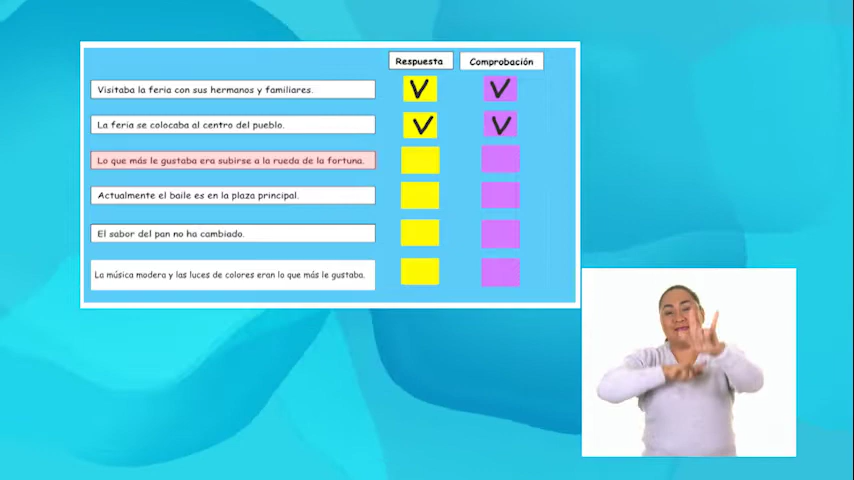 Respuesta Comprobación
Visitaba la feria con sus hermanos y familiares. V V
La feria se colocaba al centro del pueblo. V V
Lo que más le gustaba era subirse a la rueda de la fortuna.
Actualmente el baile es en la plaza principal.
El sabor del pan no ha cambiado.
La música modera y las luces de colores eran lo que más le gustaba.